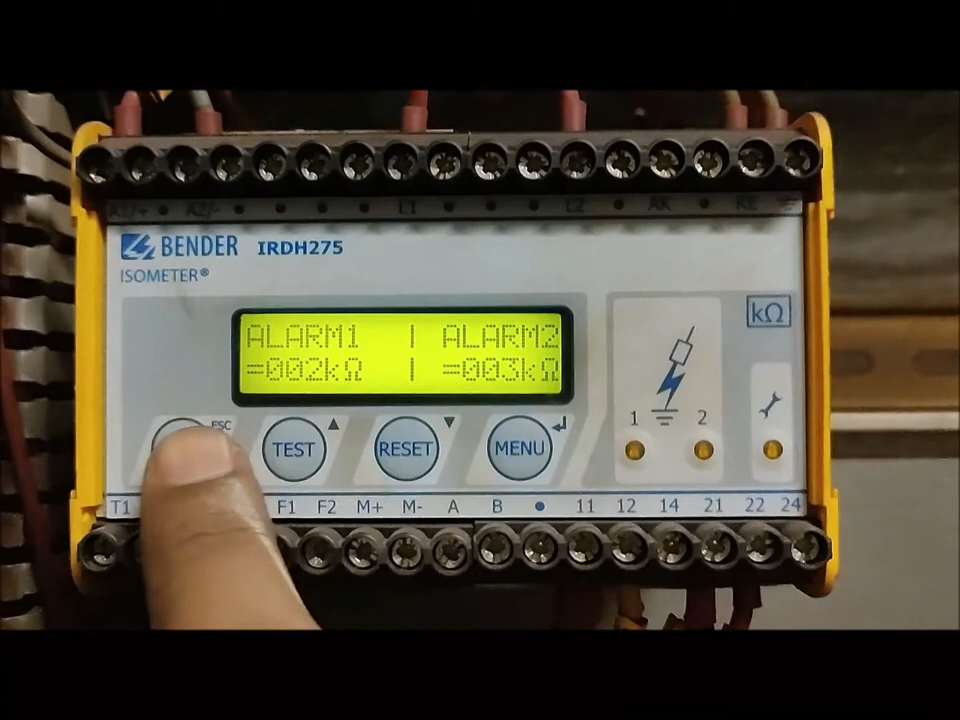 A1/+ A2/- L1 L2 AK KE
BENDER IRDH275
ISOMETER®
kΩ
ALARM1 | ALARM2
=002kΩ | =003kΩ
1 2
ESC
TEST RESET MENU
T1 F1 F2 M+ M- A B 11 12 14 21 22 24